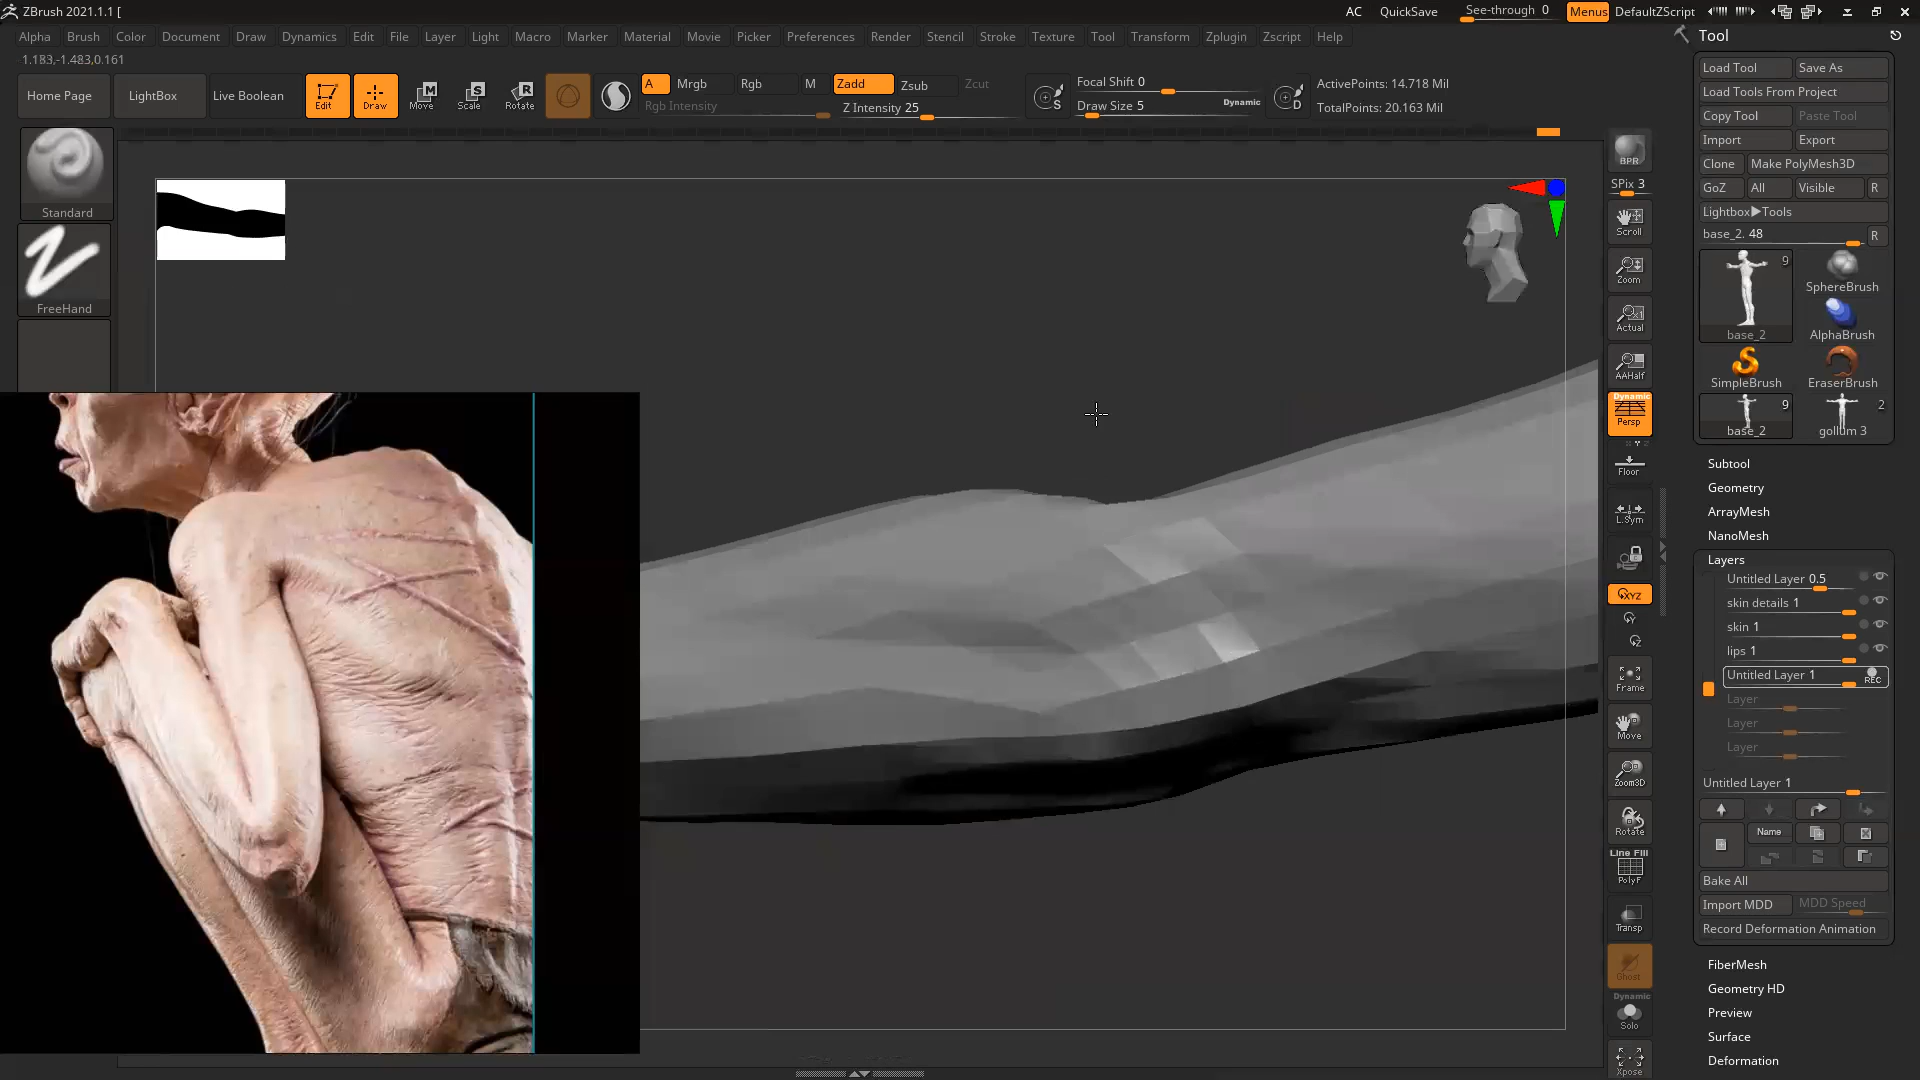 ZBrush 2021.1.1 [
AC QuickSave See-through 0 Menus DefaultZScript
Alpha Brush Color Document Draw Dynamics Edit File Layer Light Macro Marker Material Movie Picker Preferences Render Stencil Stroke Texture Tool Transform Zplugin Zscript Help
1.183,-1.483,0.161
Home Page LightBox Live Boolean Edit Draw Move Scale Rotate
A Mrgb Rgb M Zadd Zsub Zcut
Rgb Intensity Z Intensity 25
S Focal Shift 0
Draw Size 5 Dynamic
D ActivePoints: 14.718 Mil
TotalPoints: 20.163 Mil
Standard
FreeHand
BPR
SPix 3
Scroll
Zoom
Actual
AAHalf
Dynamic
Persp
Floor
L.Sym
XYZ
Y
Z
Frame
Move
Zoom3D
Rotate
Line Fill
PolyF
Transp
Ghost
Dynamic
Solo
Xpose
Tool
Load Tool Save As
Load Tools From Project
Copy Tool Paste Tool
Import Export
Clone Make PolyMesh3D
GoZ All Visible R
Lightbox▶Tools
base_2. 48 R
9
base_2 SphereBrush
AlphaBrush
SimpleBrush EraserBrush
9 2
base_2 gollum 3
Subtool
Geometry
ArrayMesh
NanoMesh
Layers
Untitled Layer 0.5
skin details 1
skin 1
lips 1
Untitled Layer 1 REC
Layer
Layer
Layer
Untitled Layer 1
Name
Bake All
Import MDD MDD Speed
Record Deformation Animation
FiberMesh
Geometry HD
Preview
Surface
Deformation